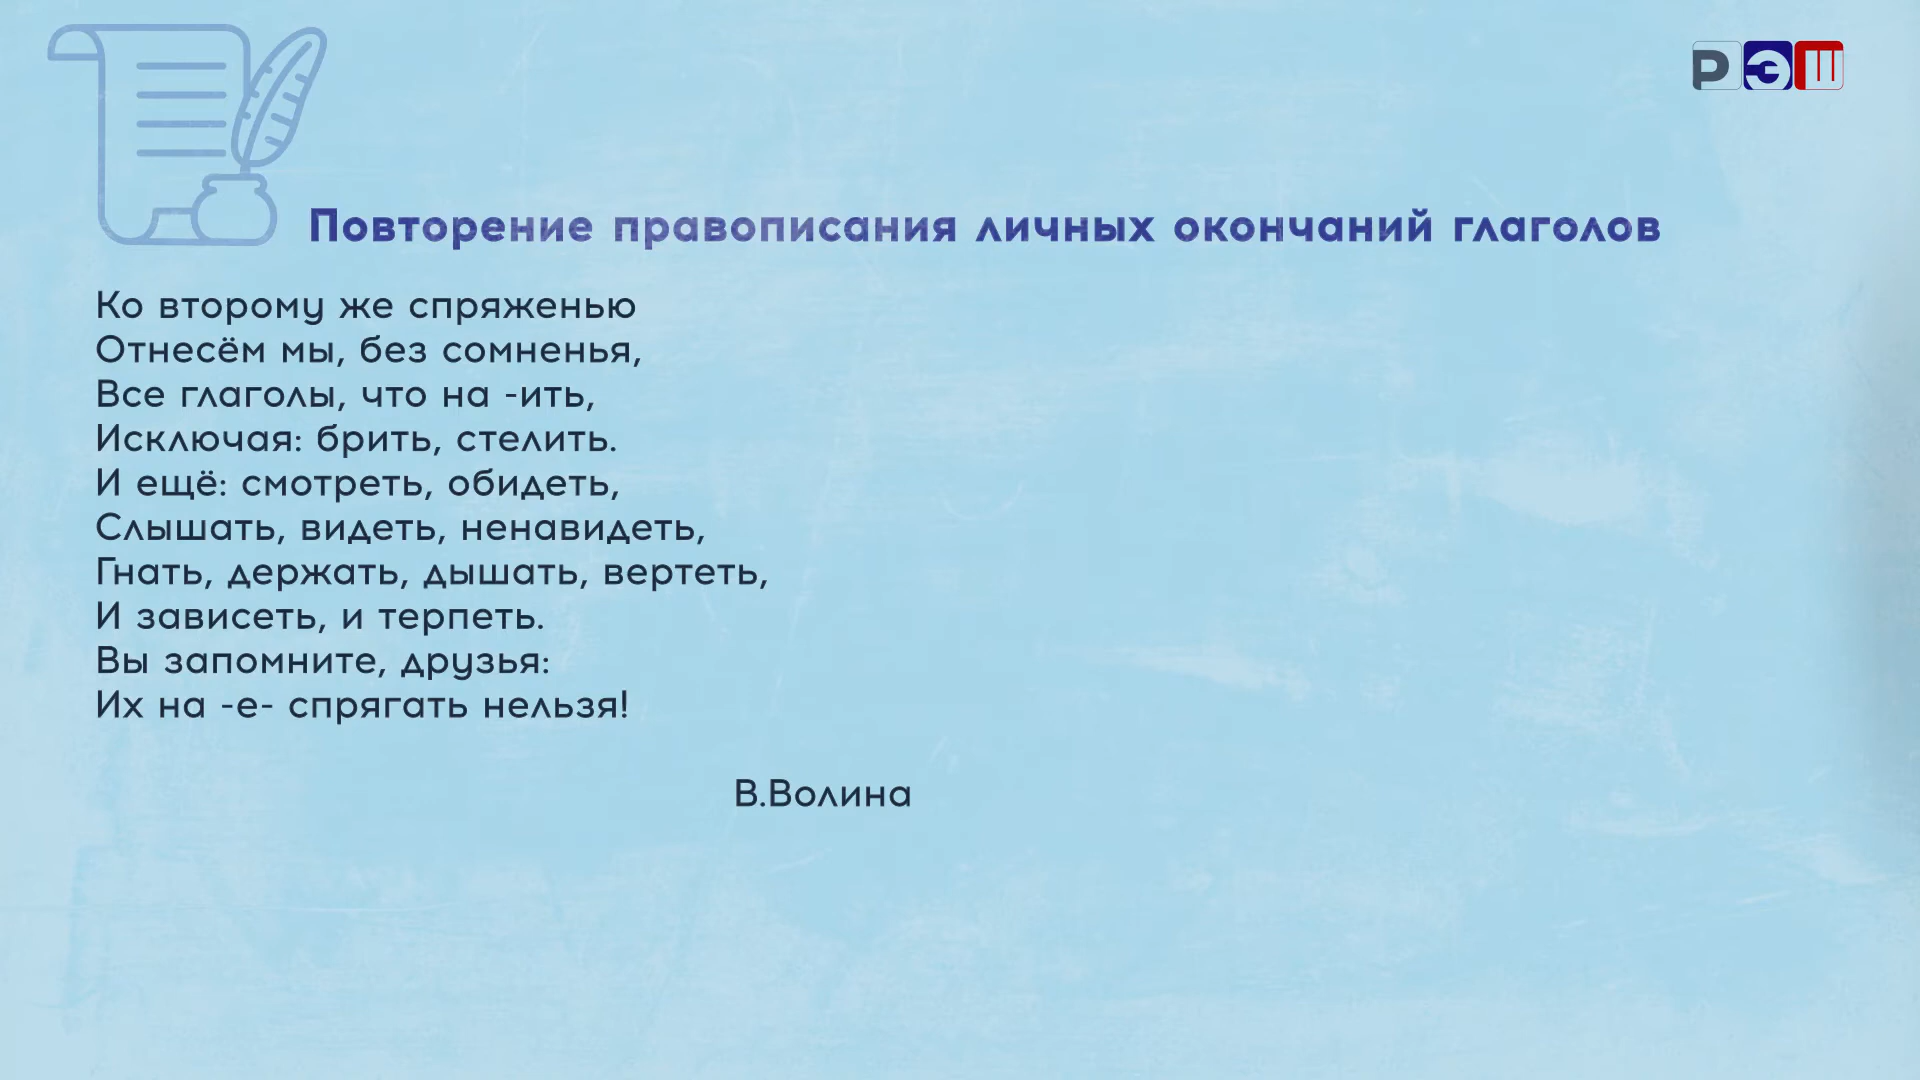 РЭШ
Повторение правописания личных окончаний глаголов
Ко второму же спряженью
Отнесём мы, без сомненья,
Все глаголы, что на -ить,
Исключая: брить, стелить.
И ещё: смотреть, обидеть,
Слышать, видеть, ненавидеть,
Гнать, держать, дышать, вертеть,
И зависеть, и терпеть.
Вы запомните, друзья:
Их на -е- спрягать нельзя!
В.Волина